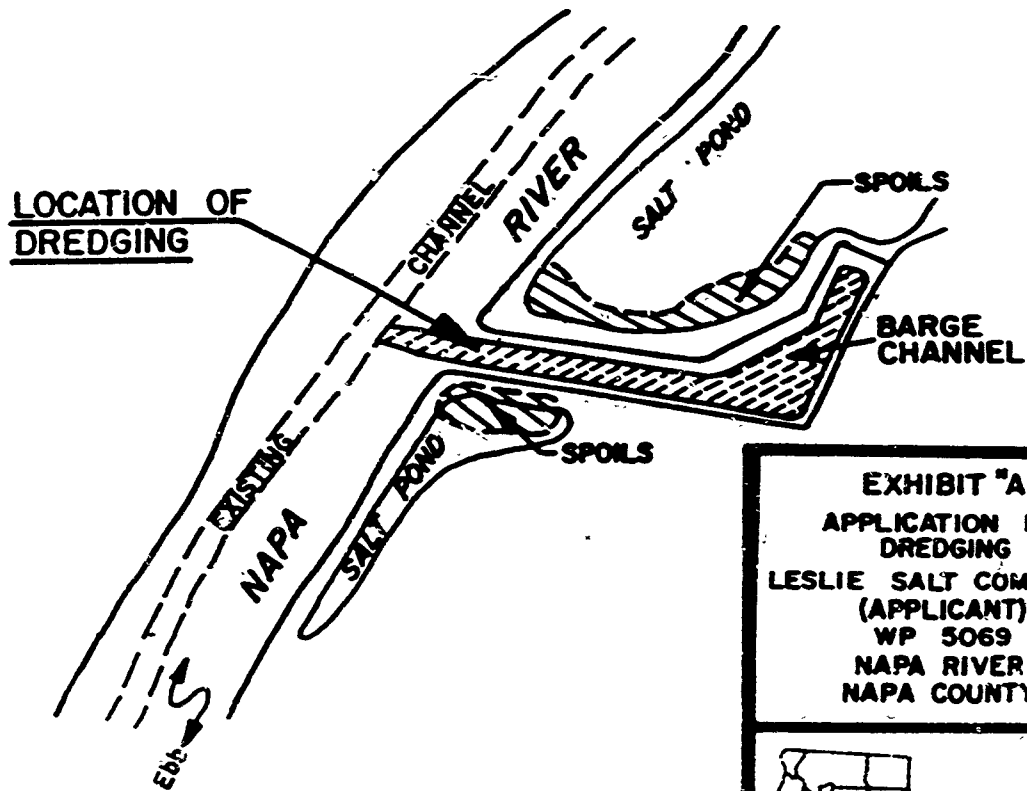 LOCATION OF
DREDGING
EXISTING
CHANNEL
NAPA
RIVER
SALT POND
SPOILS
BARGE
CHANNEL
SPOILS
SALT POND
Ebb
EXHIBIT "A
APPLICATION
DREDGING
LESLIE SALT COM
(APPLICANT)
WP 5069
NAPA RIVER
NAPA COUNTY